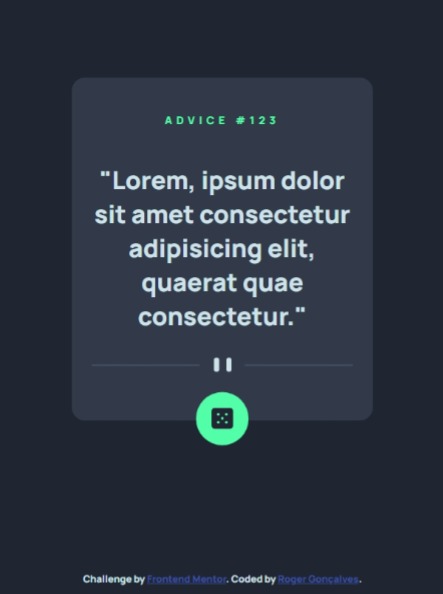 ADVICE #123
"Lorem, ipsum dolor
sit amet consectetur
adipisicing elit,
quaerat quae
consectetur."
Challenge by Frontend Mentor. Coded by Roger Goncalves.